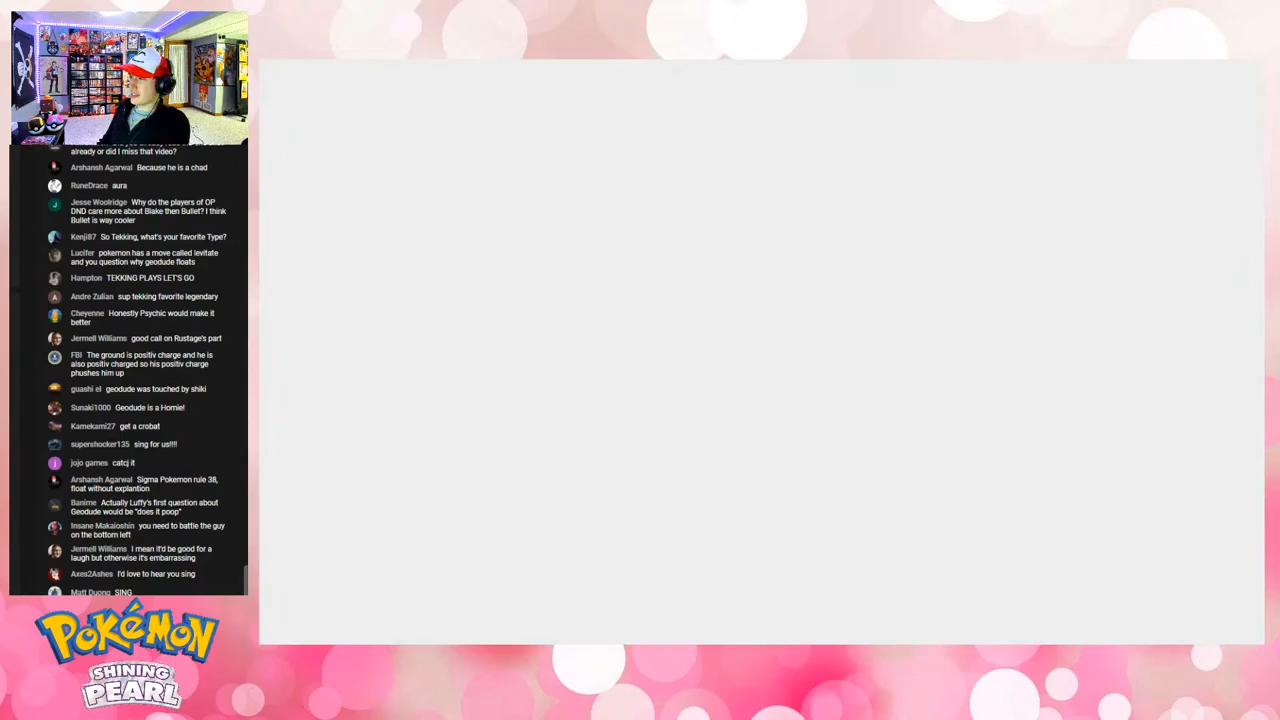 already or did I miss that video?
Arshansh Agarwal Because he is a chad
RuneDrace aura
Jesse Woolridge Why do the players of OP
DND care more about Blake then Bullet? I think
Bullet is way cooler
Kenji87 So Tekking, what's your favorite Type?
Lucifer pokemon has a move called levitate
and you question why geodude floats
Hampton TEKKING PLAYS LET'S GO
Andre Zulian sup tekking favorite legendary
Cheyenne Honestly Psychic would make it
better
Jermell Williams good call on Rustage's part
FBI The ground is positiv charge and he is
also positiv charged so his positiv charge
phushes him up
guashi el geodude was touched by shiki
Sunaki1000 Geodude is a Homie!
Kamekami27 get a crobat
supershocker135 sing for us!!!!
jojo games catcj it
Arshansh Agarwal Sigma Pokemon rule 38,
float without explantion
Banime Actually Luffy's first question about
Geodude would be "does it poop"
Insane Makaioshin you need to battle the guy
on the bottom left
Jermell Williams I mean it'd be good for a
laugh but otherwise it's embarrassing
Axes2Ashes I'd love to hear you sing
Matt Duong SING
POKéMON
SHINING
PEARL